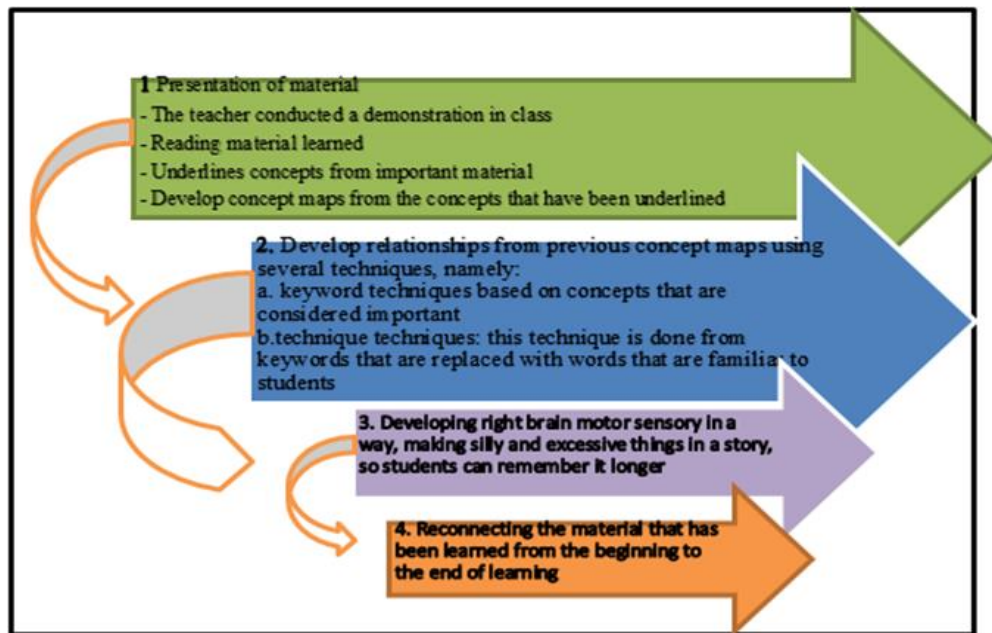 1 Presentation of material
- The teacher conducted a demonstration in class
- Reading material learned
- Underlines concepts from important material
- Develop concept maps from the concepts that have been underlined
2. Develop relationships from previous concept maps using
several techniques, namely:
a. keyword techniques based on concepts that are
considered important
b.technique techniques: this technique is done from
keywords that are replaced with words that are familiar to
students
3. Developing right brain motor sensory in a
way, making silly and excessive things in a story,
so students can remember it longer
4. Reconnecting the material that has
been learned from the beginning to
the end of learning